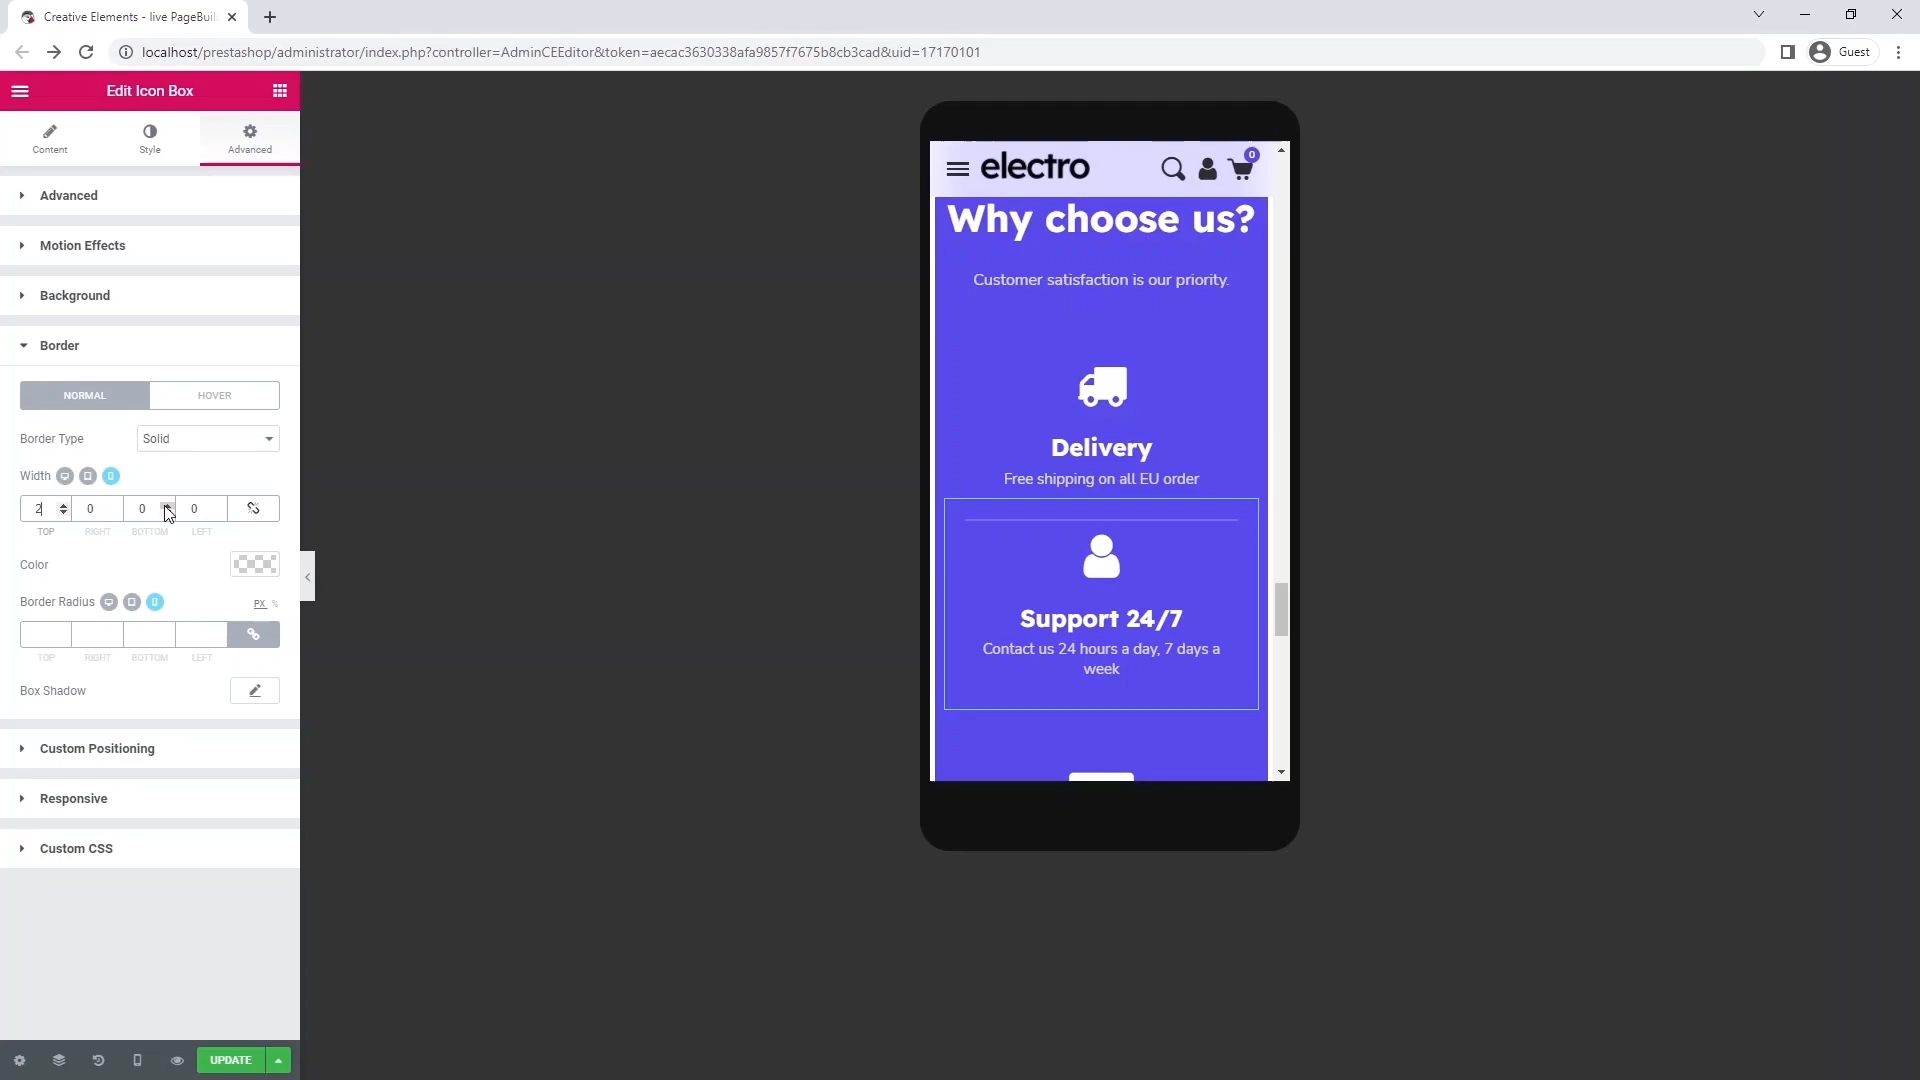 Creative Elements - live PageBuil
localhost/prestashop/administrator/index.php?controller=AdminCEEditor&token=aecac3630338afa9857f7675b8cb3cad&uid=17170101
Guest
Edit Icon Box
Content
Style
Advanced
Advanced
Motion Effects
Background
Border
NORMAL
HOVER
Border Type
Solid
Width
2 0 0 0
TOP RIGHT BOTTOM LEFT
Color
Border Radius
PX %
TOP RIGHT BOTTOM LEFT
Box Shadow
Custom Positioning
Responsive
Custom CSS
UPDATE
electro
0
Why choose us?
Customer satisfaction is our priority.
Delivery
Free shipping on all EU order
Support 24/7
Contact us 24 hours a day, 7 days a
week